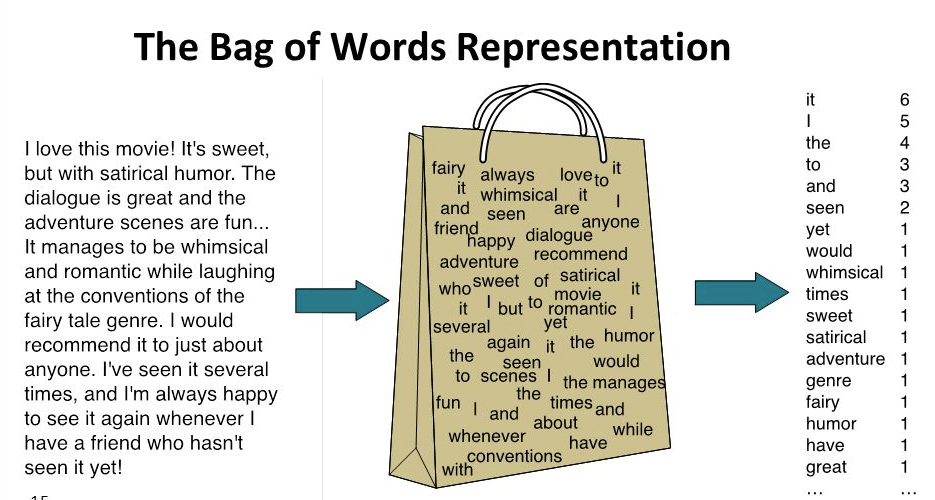 The Bag of Words Representation
I love this movie! It's sweet,
but with satirical humor. The
dialogue is great and the
adventure scenes are fun...
It manages to be whimsical
and romantic while laughing
at the conventions of the
fairy tale genre. I would
recommend it to just about
anyone. I've seen it several
times, and I'm always happy
to see it again whenever I
have a friend who hasn't
seen it yet!
fairy always love to it
it whimsical it I
and seen are anyone
friend happy dialogue
adventure recommend
who sweet of satirical it
it I but to movie romantic I
several yet
again it the humor
the seen would
to scenes I the manages
fun I and the times and
about while
whenever have
conventions
with
it 6
I 5
the 4
to 3
and 3
seen 2
yet 1
would 1
whimsical 1
times 1
sweet 1
satirical 1
adventure 1
genre 1
fairy 1
humor 1
have 1
great 1
... ...